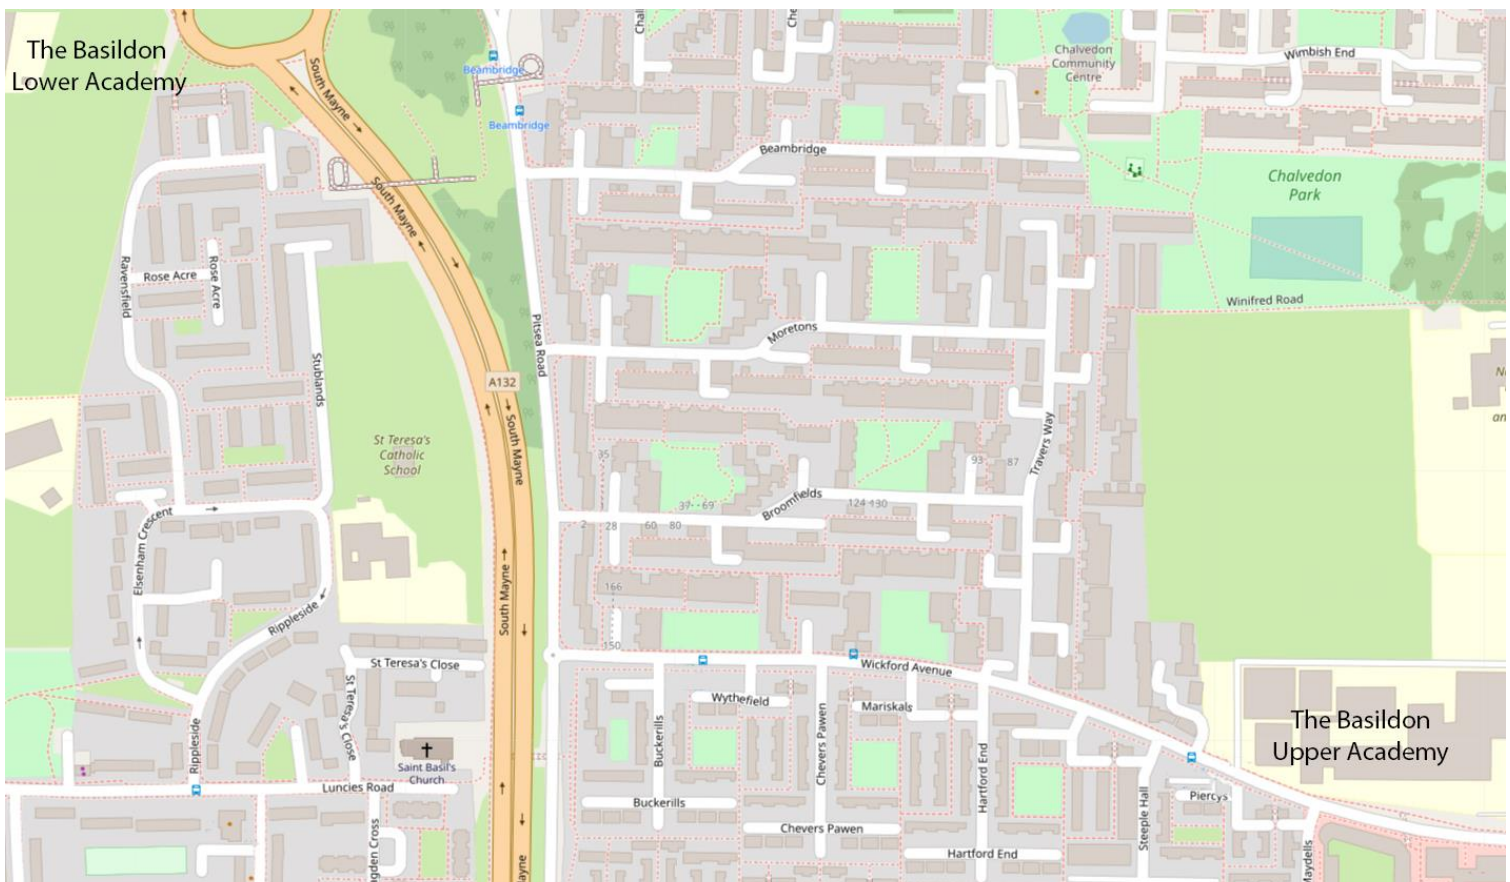 The Basildon
Lower Academy
South Mayne
Beambridge
Beambridge
Beambridge
Chalvedon
Community
Centre
Wimbish End
Chalvedon
Park
South Mayne
Ravensfield
Rose Acre
Rose Acre
Winifred Road
Pitsea Road
Moretons
Stublands
A132
South Mayne
St Teresa's
Catholic
School
Travers Way
35
93
87
Broomfields
124-130
37--69
2
28
60
80
Elsenham Crescent
South Mayne
166
150
Rippleside
St Teresa's Close
St Teresa's Close
Wickford Avenue
Wythefield
Mariskals
Buckerills
Chevers Pawen
Hartford End
The Basildon
Upper Academy
Rippleside
Saint Basil's
Church
Luncies Road
Buckerills
Piercys
Steeple Hall
Chevers Pawen
Hartford End
Maydells
gden Cross
ayne